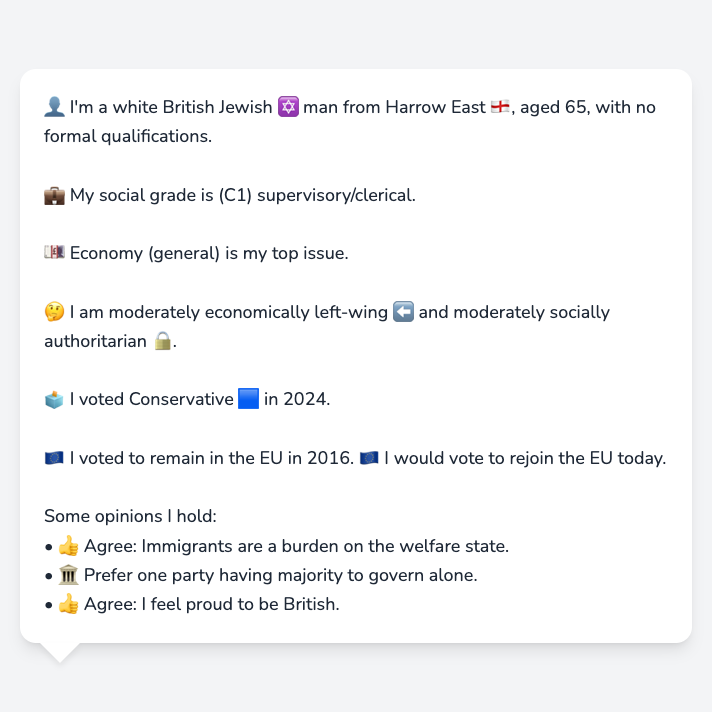 👤 I'm a white British Jewish ✡️ man from Harrow East 🏴󠁧󠁢󠁥󠁮󠁧󠁿, aged 65, with no
formal qualifications.
💼 My social grade is (C1) supervisory/clerical.
💷 Economy (general) is my top issue.
🤔 I am moderately economically left-wing ⬅️ and moderately socially
authoritarian 🔒.
🗳️ I voted Conservative 🟦 in 2024.
🇪🇺 I voted to remain in the EU in 2016. 🇪🇺 I would vote to rejoin the EU today.
Some opinions I hold:
• 👍 Agree: Immigrants are a burden on the welfare state.
• 🏛️ Prefer one party having majority to govern alone.
• 👍 Agree: I feel proud to be British.